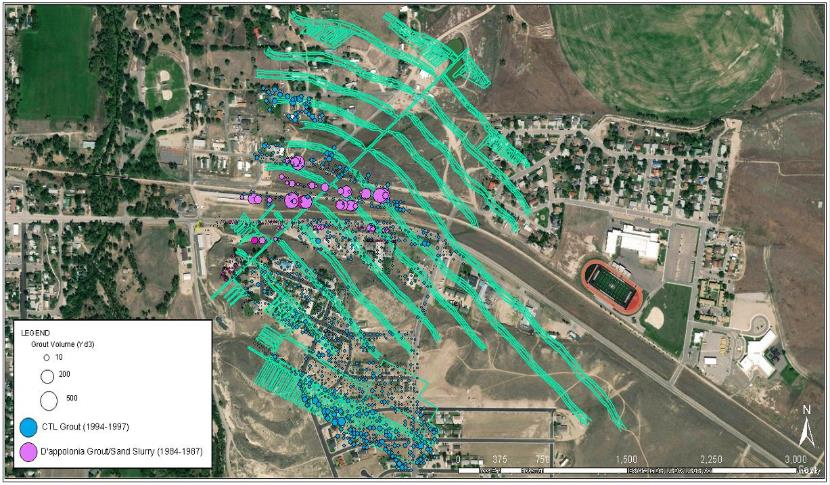 LEGEND
Grout Volume (Yd3)
10
200
500
CTL Grout (1994-1997)
D'appolonia Grout/Sand Slurry (1984-1987)
N
0 375 750 1,500 2,250 3,000